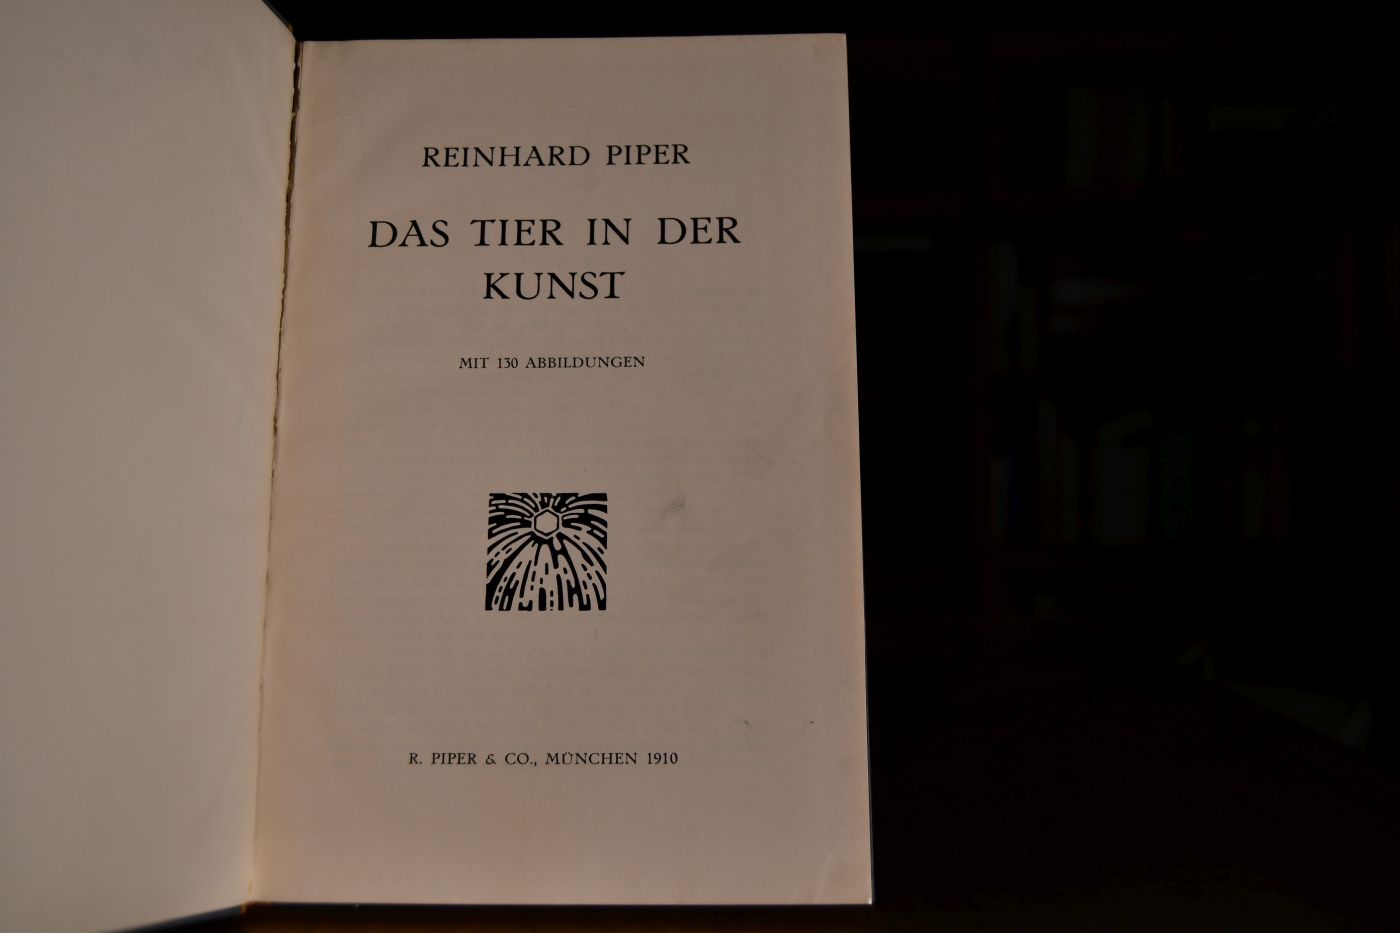 REINHARD PIPER
DAS TIER IN DER
KUNST
MIT 130 ABBILDUNGEN
R. PIPER & CO., MÜNCHEN 1910